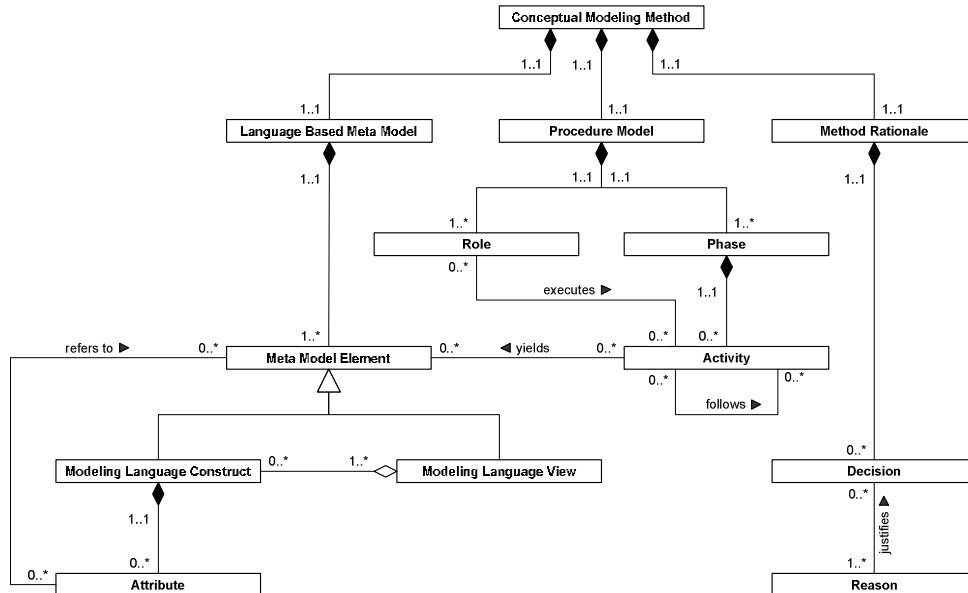 Conceptual Modeling Method
1..1
1..1
1..1
1..1
1..1
1..1
Language Based Meta Model
Procedure Model
Method Rationale
1..1
1..1
1..1
1..1
1..*
1..*
Role
Phase
0..*
executes
1..1
1..*
0..*
0..*
refers to
0..*
0..*
yields
0..*
Meta Model Element
Activity
0..*
0..*
follows
0..*
0..*
1..*
Modeling Language Construct
Modeling Language View
Decision
0..*
1..1
justifies
0..*
1..*
0..*
Attribute
Reason